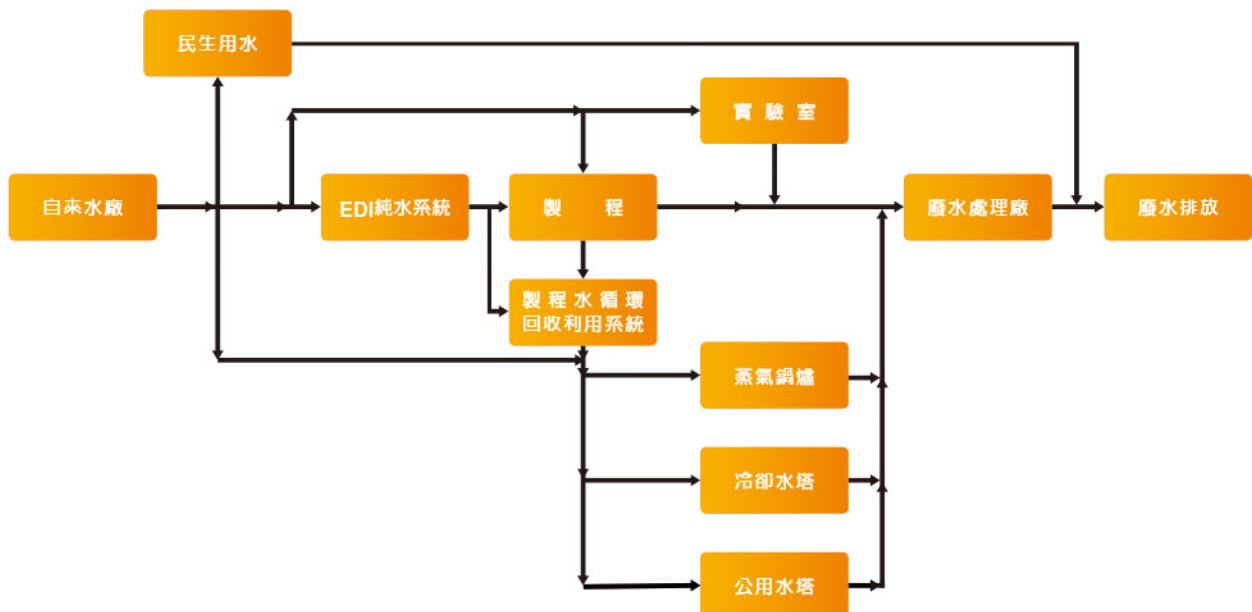 民生用水
實驗室
自來水廠
EDI純水系統
製程
廢水處理廠
廢水排放
製程水循環
回收利用系統
蒸氣鍋爐
冷卻水塔
公用水塔